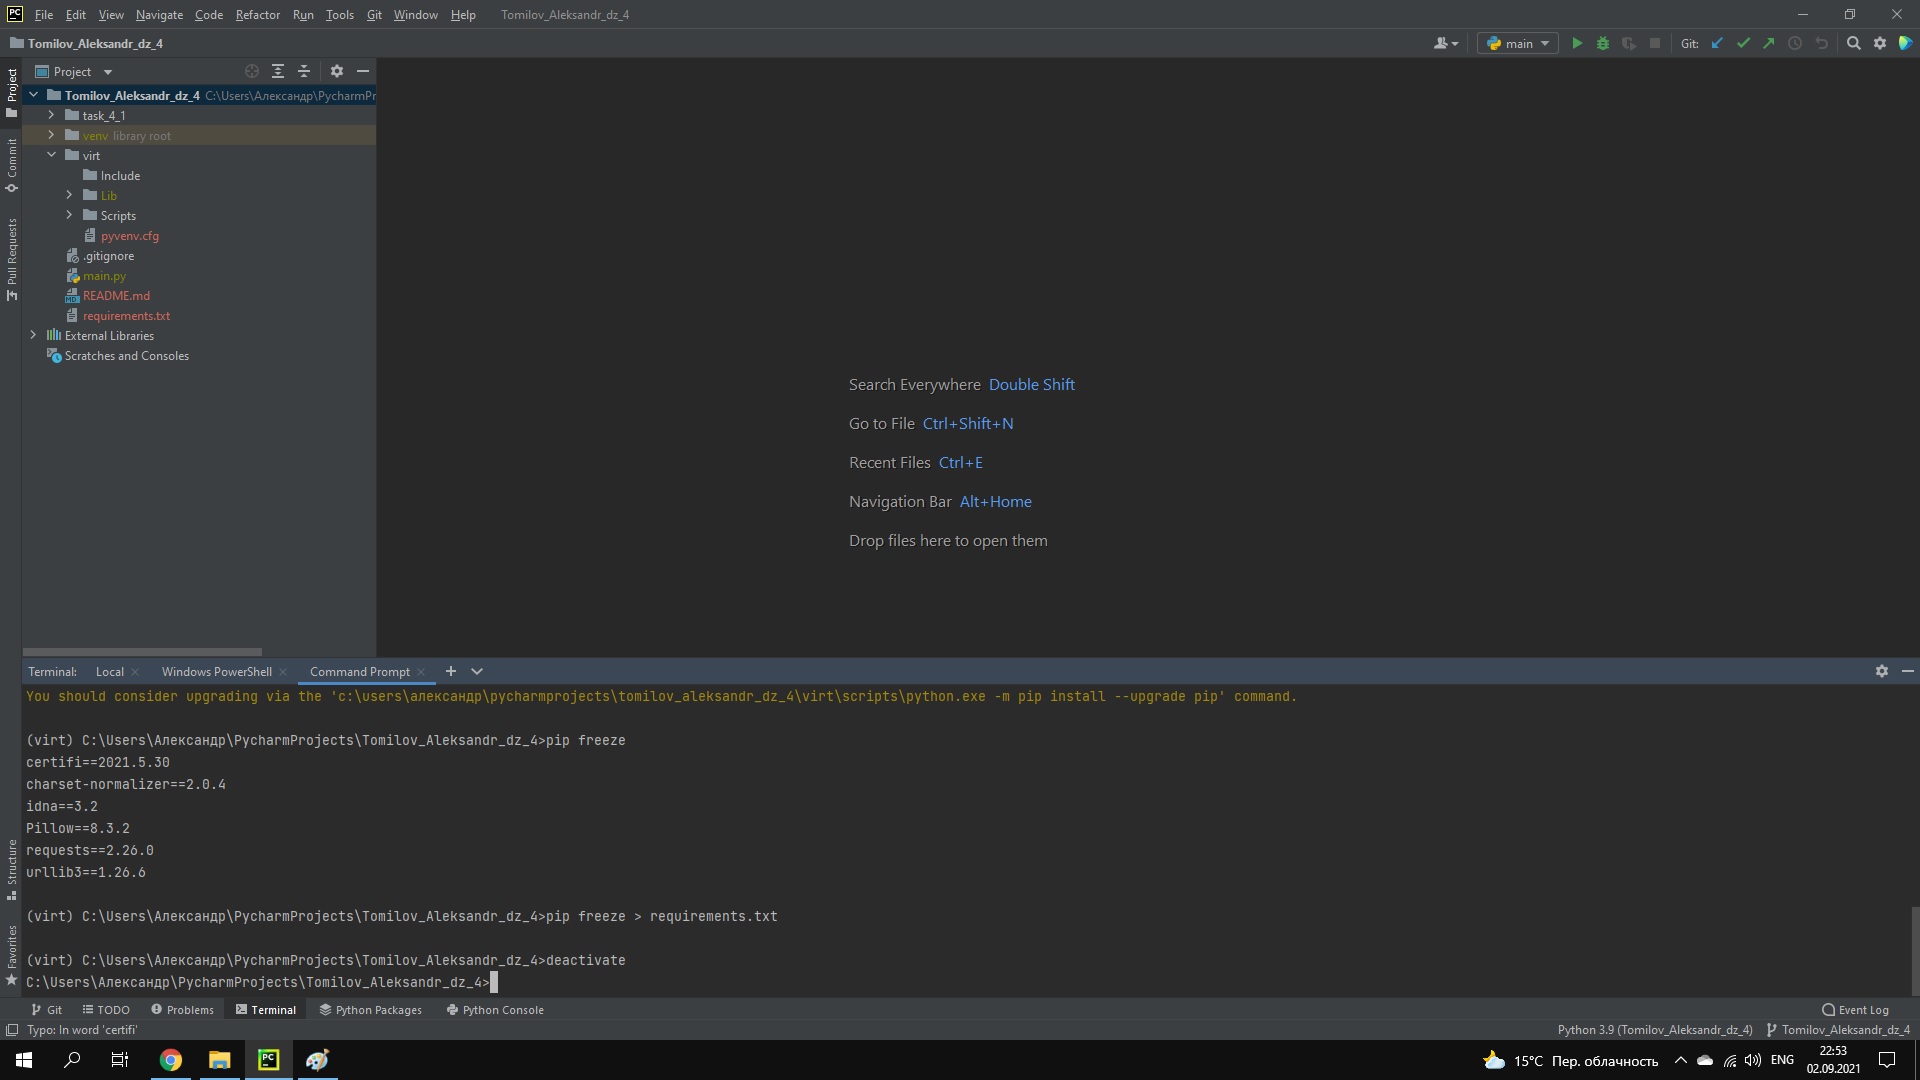 PC File Edit View Navigate Code Refactor Run Tools Git Window Help Tomilov_Aleksandr_dz_4
Tomilov_Aleksandr_dz_4
main
Git:
Project
Project
Tomilov_Aleksandr_dz_4 C:\Users\Александр\PycharmPr
task_4_1
venv library root
virt
Include
Lib
Scripts
pyvenv.cfg
.gitignore
main.py
README.md
requirements.txt
External Libraries
Scratches and Consoles
Commit
Pull Requests
Structure
Favorites
Search Everywhere Double Shift
Go to File Ctrl+Shift+N
Recent Files Ctrl+E
Navigation Bar Alt+Home
Drop files here to open them
Terminal: Local Windows PowerShell Command Prompt
You should consider upgrading via the 'c:\users\александр\pycharmprojects\tomilov_aleksandr_dz_4\virt\scripts\python.exe -m pip install --upgrade pip' command.
(virt) C:\Users\Александр\PycharmProjects\Tomilov_Aleksandr_dz_4>pip freeze
certifi==2021.5.30
charset-normalizer==2.0.4
idna==3.2
Pillow==8.3.2
requests==2.26.0
urllib3==1.26.6
(virt) C:\Users\Александр\PycharmProjects\Tomilov_Aleksandr_dz_4>pip freeze > requirements.txt
(virt) C:\Users\Александр\PycharmProjects\Tomilov_Aleksandr_dz_4>deactivate
C:\Users\Александр\PycharmProjects\Tomilov_Aleksandr_dz_4>
Git TODO Problems Terminal Python Packages Python Console Event Log
Typo: In word 'certifi' Python 3.9 (Tomilov_Aleksandr_dz_4) Tomilov_Aleksandr_dz_4
PC 15°C Пер. облачность ENG 22:53
02.09.2021